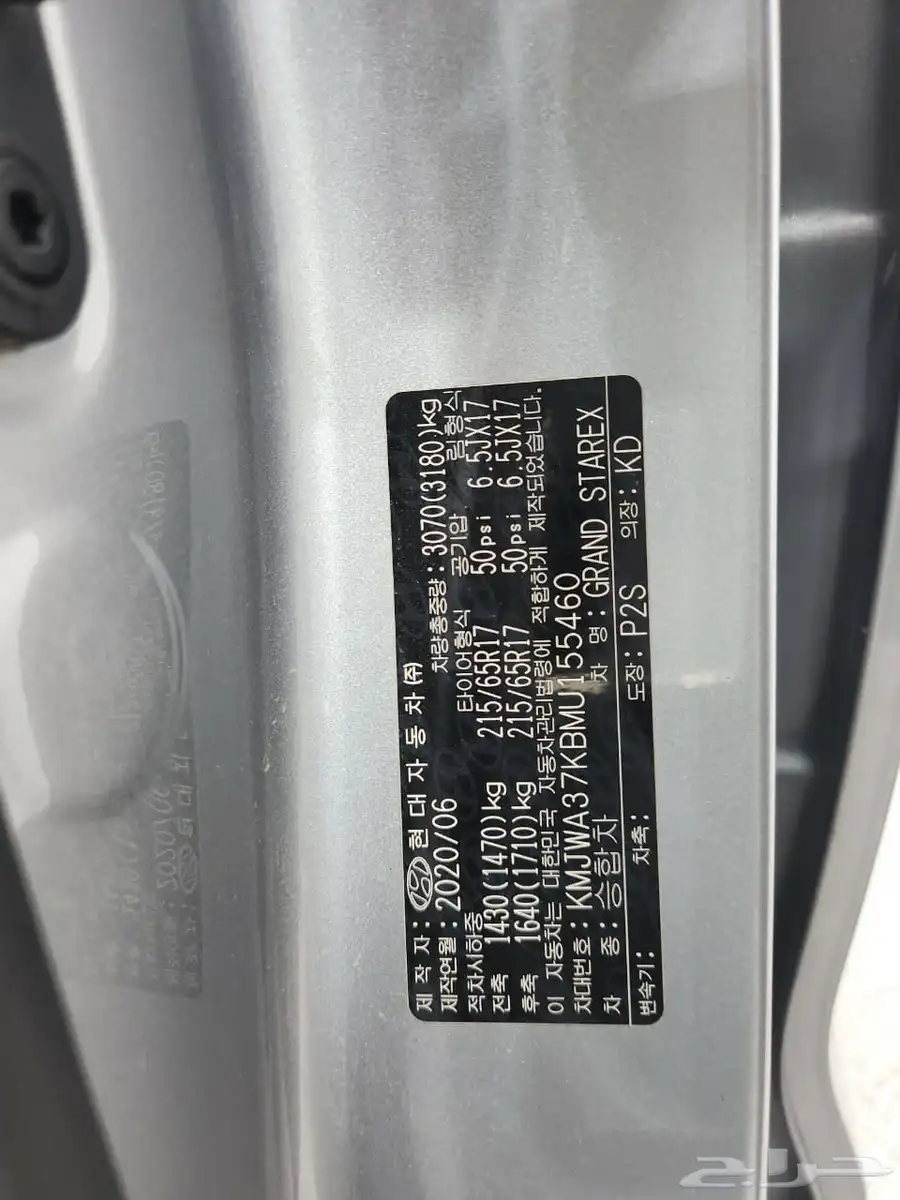 제 작 자 : 현 대 자 동 차 (주)
제작연월 : 2020/06 차량총중량 : 3070(3180)kg
적차시하중 타이어형식 공기압 림형식
전축 1430(1470)kg 215/65R17 50psi 6.5JX17
후축 1640(1710)kg 215/65R17 50psi 6.5JX17
이 자동차는 대한민국 자동차관리법령에 적합하게 제작되었습니다.
차대번호 : KMJWA37KBMU155460
차 종 : 승합차 차 명 : GRAND STAREX
변속기 : 차축 : 도장 : P2S 의장 : KD
حراج